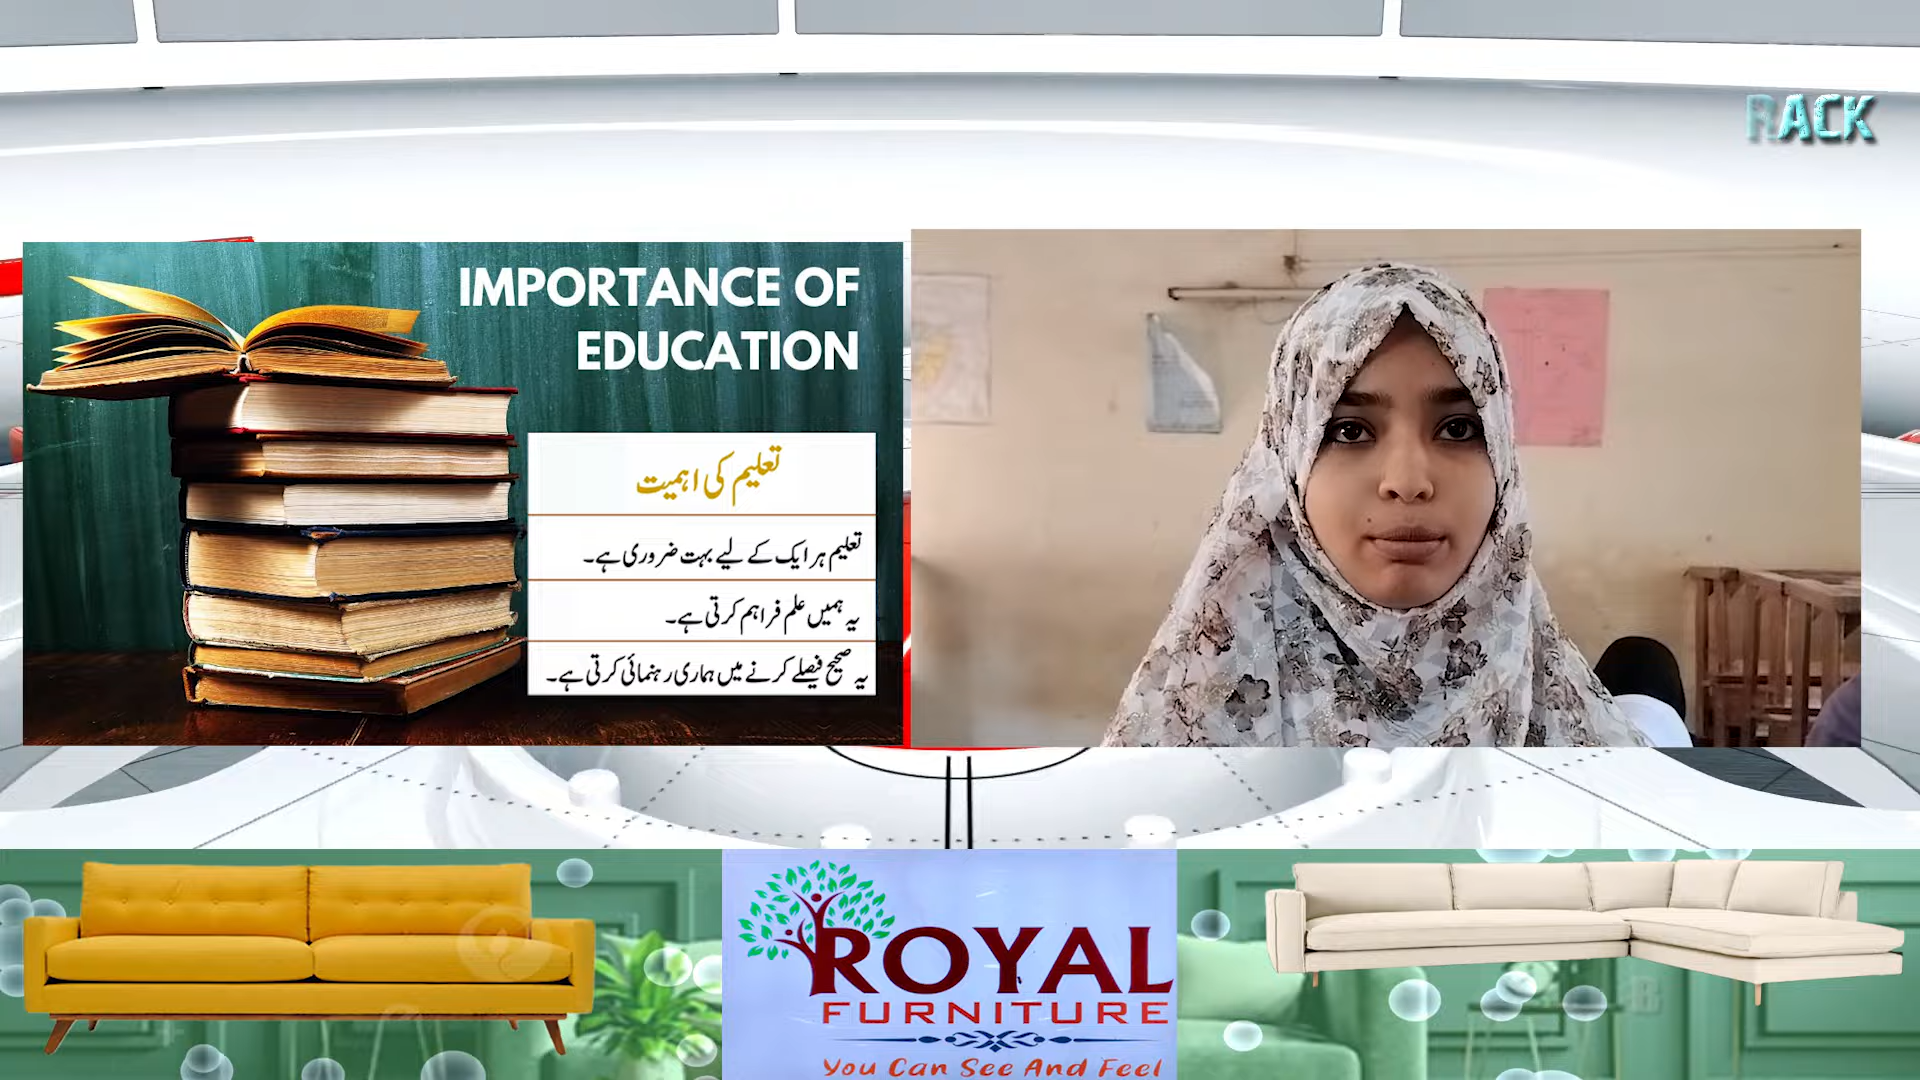 RACK
IMPORTANCE OF
EDUCATION
تعلیم کی اہمیت
تعلیم ہر ایک کے لیے بہت ضروری ہے۔
یہ ہمیں علم فراہم کرتی ہے۔
یہ صحیح فیصلے کرنے میں ہماری رہنمائی کرتی ہے۔
ROYAL
FURNITURE
You Can See And Feel